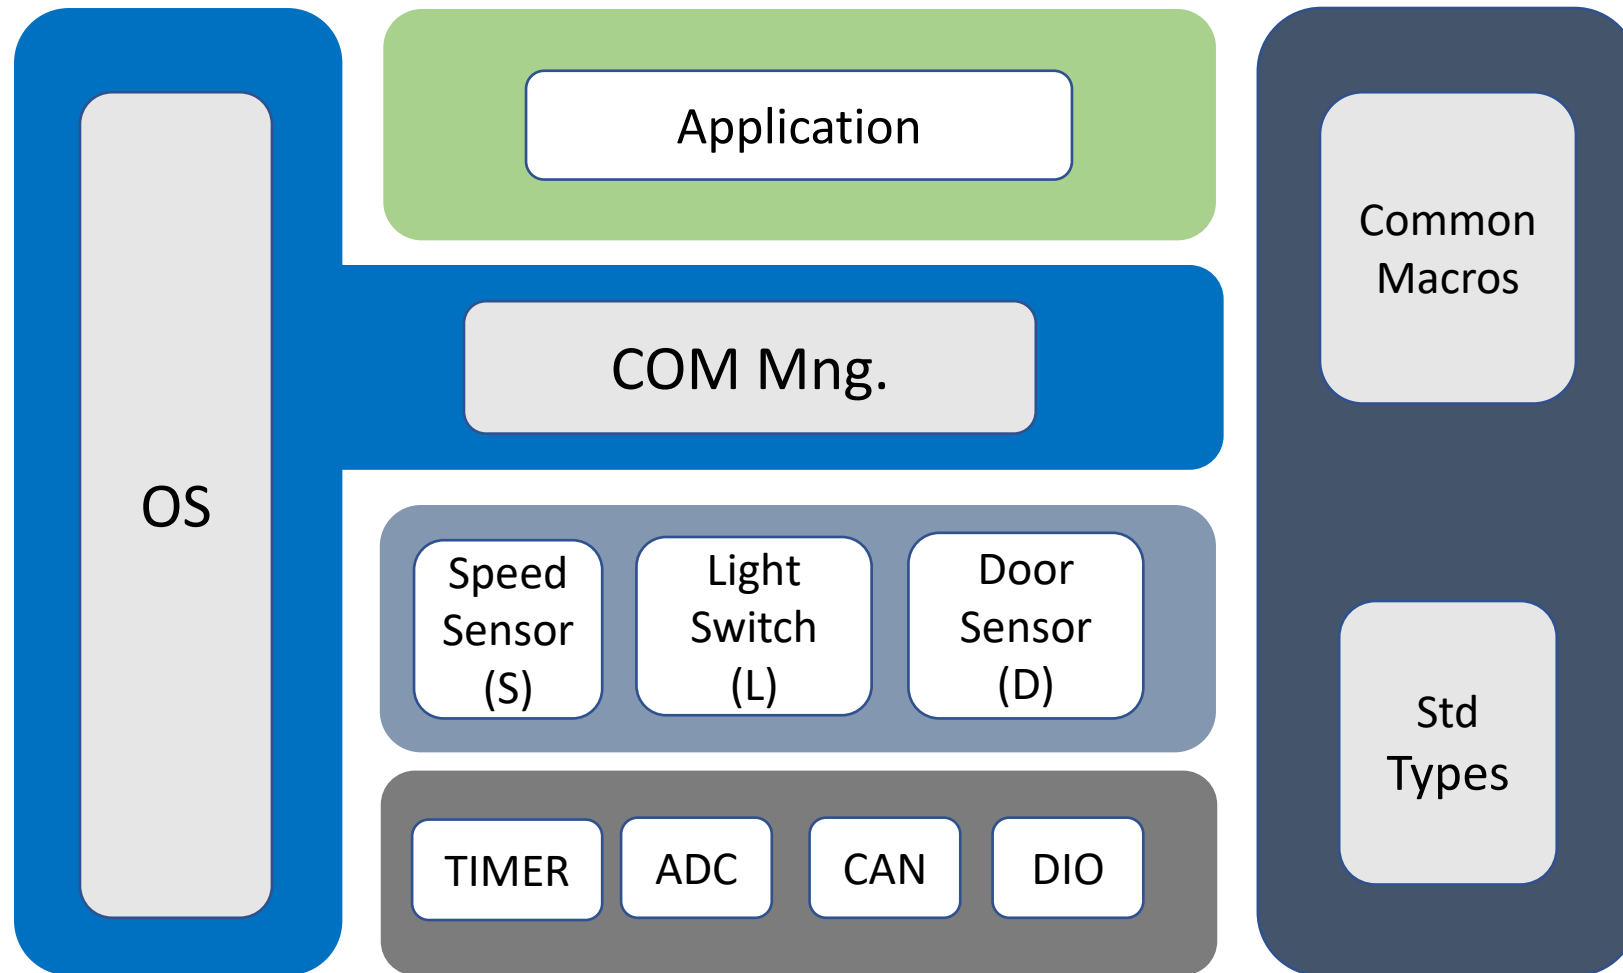 OS
Application
COM Mng.
Speed
Sensor
(S)
Light
Switch
(L)
Door
Sensor
(D)
TIMER
ADC
CAN
DIO
Common
Macros
Std
Types